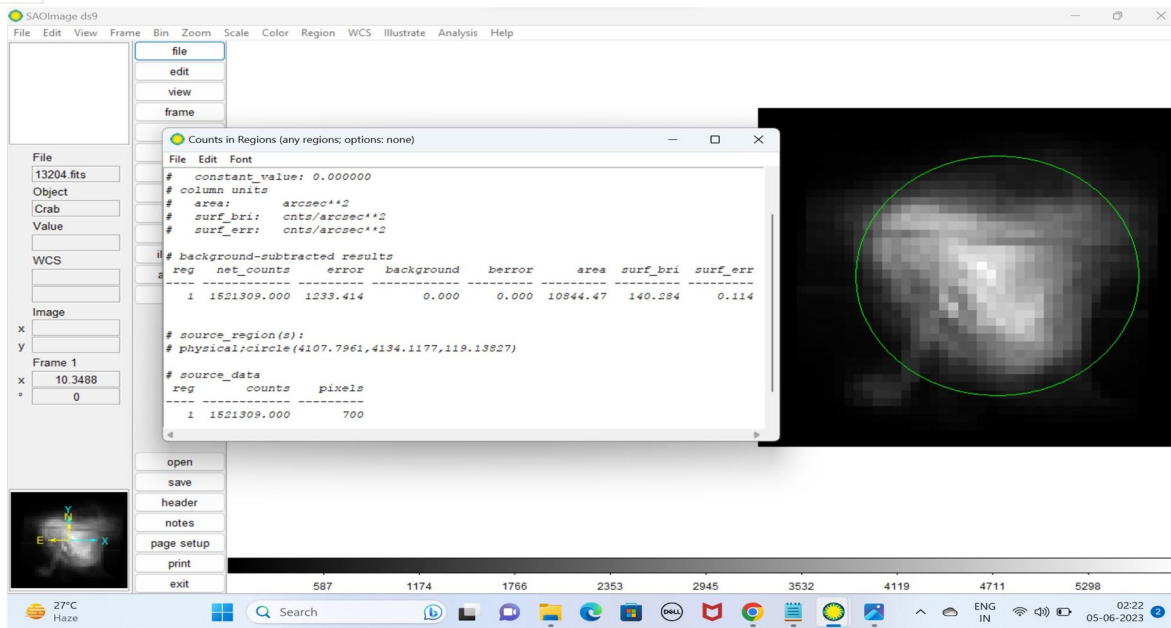 SAOImage ds9
File Edit View Frame Bin Zoom Scale Color Region WCS Illustrate Analysis Help
file
edit
view
frame
File
13204.fits
Object
Crab
Value
WCS
Image
x
y
Frame 1
x 10.3488
° 0
Counts in Regions (any regions; options: none)
File Edit Font
# constant_value: 0.000000
# column units
# area: arcsec**2
# surf_bri: cnts/arcsec**2
# surf_err: cnts/arcsec**2
# background-subtracted results
reg net_counts error background berror area surf_bri surf_err
---- ------------ --------- ------------ --------- --------- --------- ---------
1 1521309.000 1233.414 0.000 0.000 10844.47 140.284 0.114
# source_region(s):
# physical;circle(4107.7961,4134.1177,119.13827)
# source_data
reg counts pixels
---- ------------ ---------
1 1521309.000 700
open
save
header
notes
page setup
print
exit
Y
N
E X
587 1174 1766 2353 2945 3532 4119 4711 5298
27°C
Haze
Search
DELL
ENG
IN
02:22
05-06-2023
2